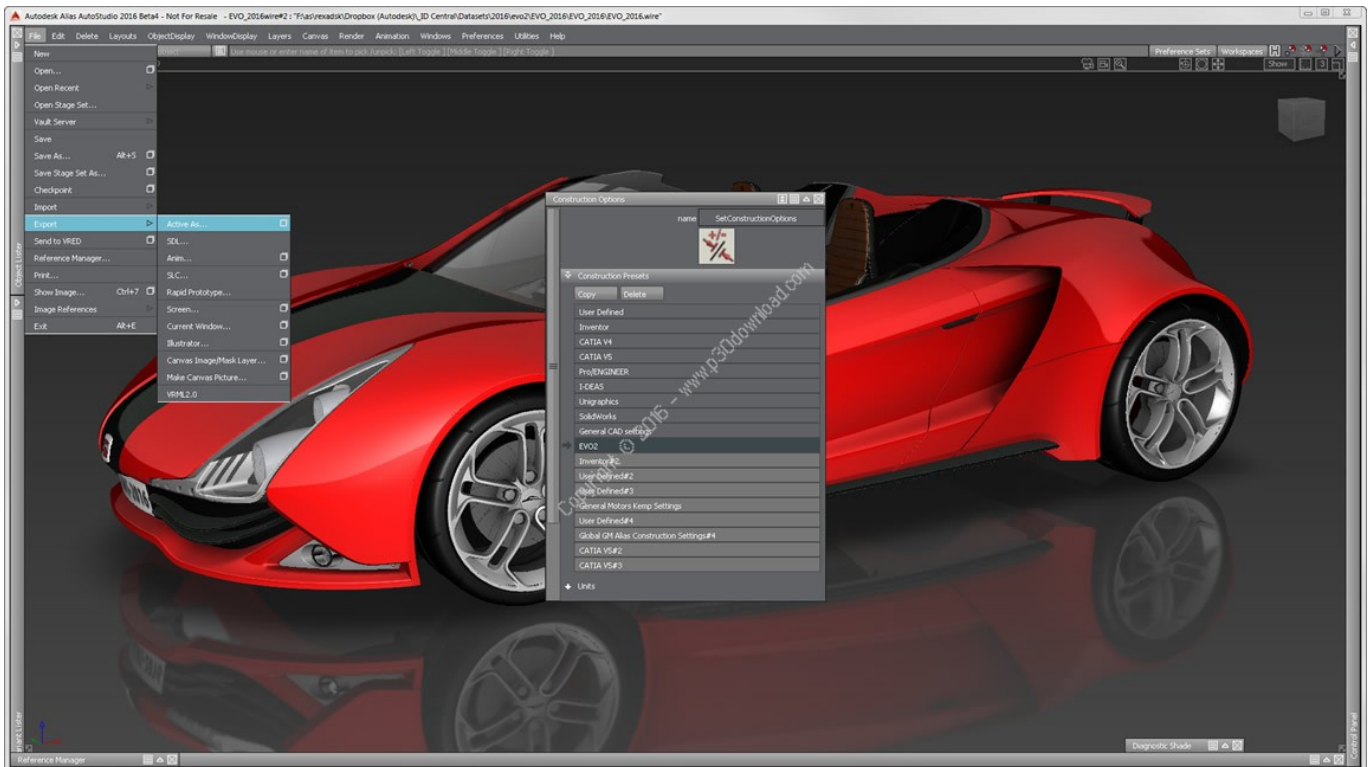 Autodesk Alias AutoStudio 2016 Beta4 - Not For Resale - EVO_2016wire#2 : "F:\as\rexadsk\Dropbox (Autodesk)\_ID Central\Datasets\2016\evo2\EVO_2016\EVO_2016\EVO_2016.wire"
File Edit Delete Layouts ObjectDisplay WindowDisplay Layers Canvas Render Animation Windows Preferences Utilities Help
Use mouse or enter name of item to pick /unpick: [Left Toggle ] [Middle Toggle ] [Right Toggle ]
Preference Sets Workspaces
Show 3
New
Open...
Open Recent
Open Stage Set...
Vault Server
Save
Save As... Alt+S
Save Stage Set As...
Checkpoint
Import
Export
Send to VRED
Reference Manager...
Print...
Show Image... Ctrl+7
Image References
Exit Alt+E
Active As...
SDL...
Anim...
SLC...
Rapid Prototype...
Screen...
Current Window...
Illustrator...
Canvas Image/Mask Layer...
Make Canvas Picture...
VRML2.0
Object Lister
Construction Options
name SetConstructionOptions
Construction Presets
Copy Delete
User Defined
Inventor
CATIA V4
CATIA V5
Pro/ENGINEER
I-DEAS
Unigraphics
SolidWorks
General CAD settings
EVO2
Inventor#2
User Defined#2
User Defined#3
General Motors Kemp Settings
User Defined#4
Global GM Alias Construction Settings#4
CATIA V5#2
CATIA V5#3
Units
Copyright © 2016 - www.p30download.com
Diagnostic Shade
Control Panel
Reference Manager